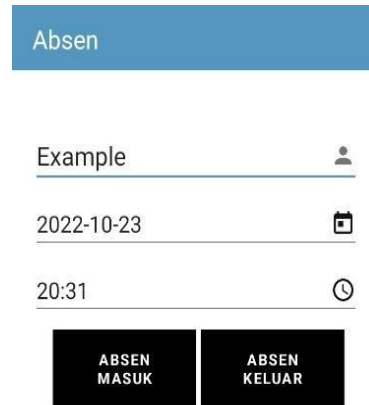 Absen
Example
2022-10-23
20:31
ABSEN MASUK
ABSEN KELUAR